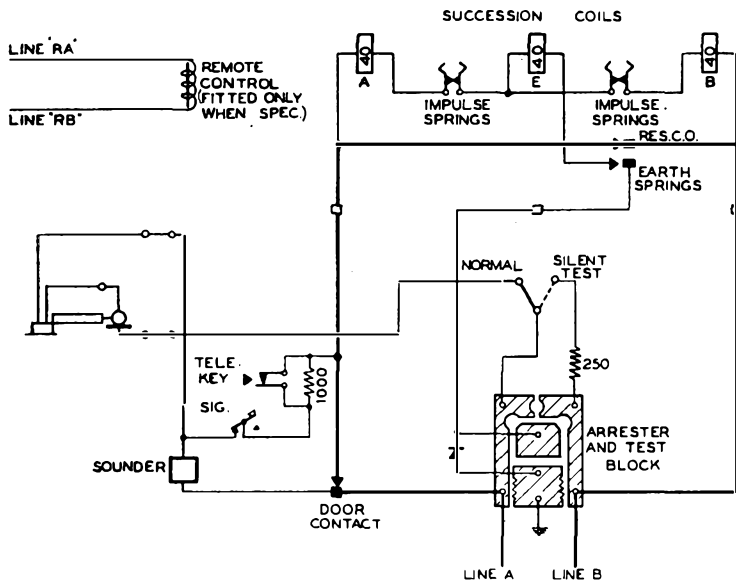 SUCCESSION COILS
LINE "RA"
REMOTE
CONTROL
(FITTED ONLY
WHEN SPEC.)
LINE "RB"
40
A
40
E
40
B
IMPULSE
SPRINGS
IMPULSE.
SPRINGS
RES.C.O.
EARTH
SPRINGS
NORMAL
SILENT
TEST
250
TELE.
KEY
1000
SIG.
SOUNDER
DOOR
CONTACT
ARRESTER
AND TEST
BLOCK
LINE A
LINE B